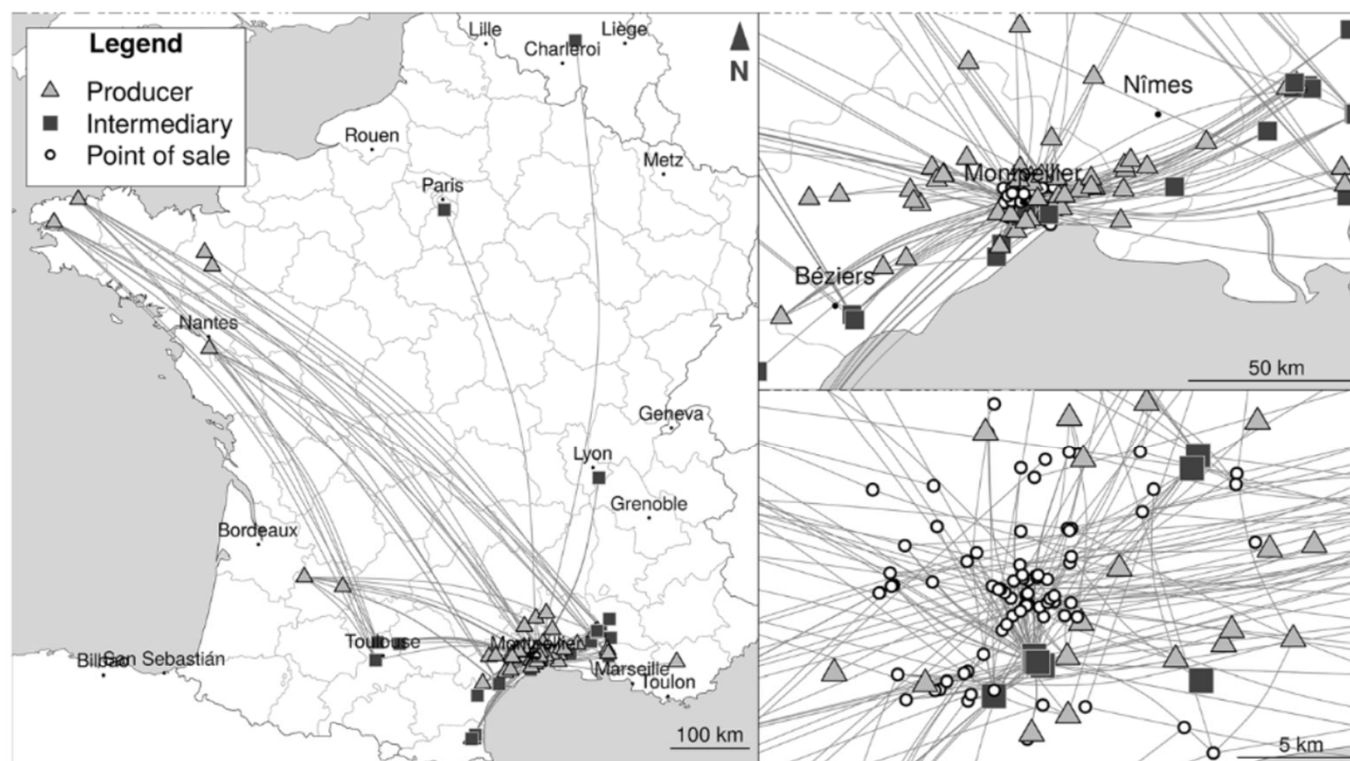 Legend
Producer
Intermediary
Point of sale
N
Lille
Liège
Charleroi
Rouen
Metz
Paris
Nantes
Geneva
Lyon
Grenoble
Bordeaux
Toulouse
Montpellier
Bilbao
San Sebastián
Marseille
Toulon
100 km
Nîmes
Montpellier
Béziers
50 km
5 km